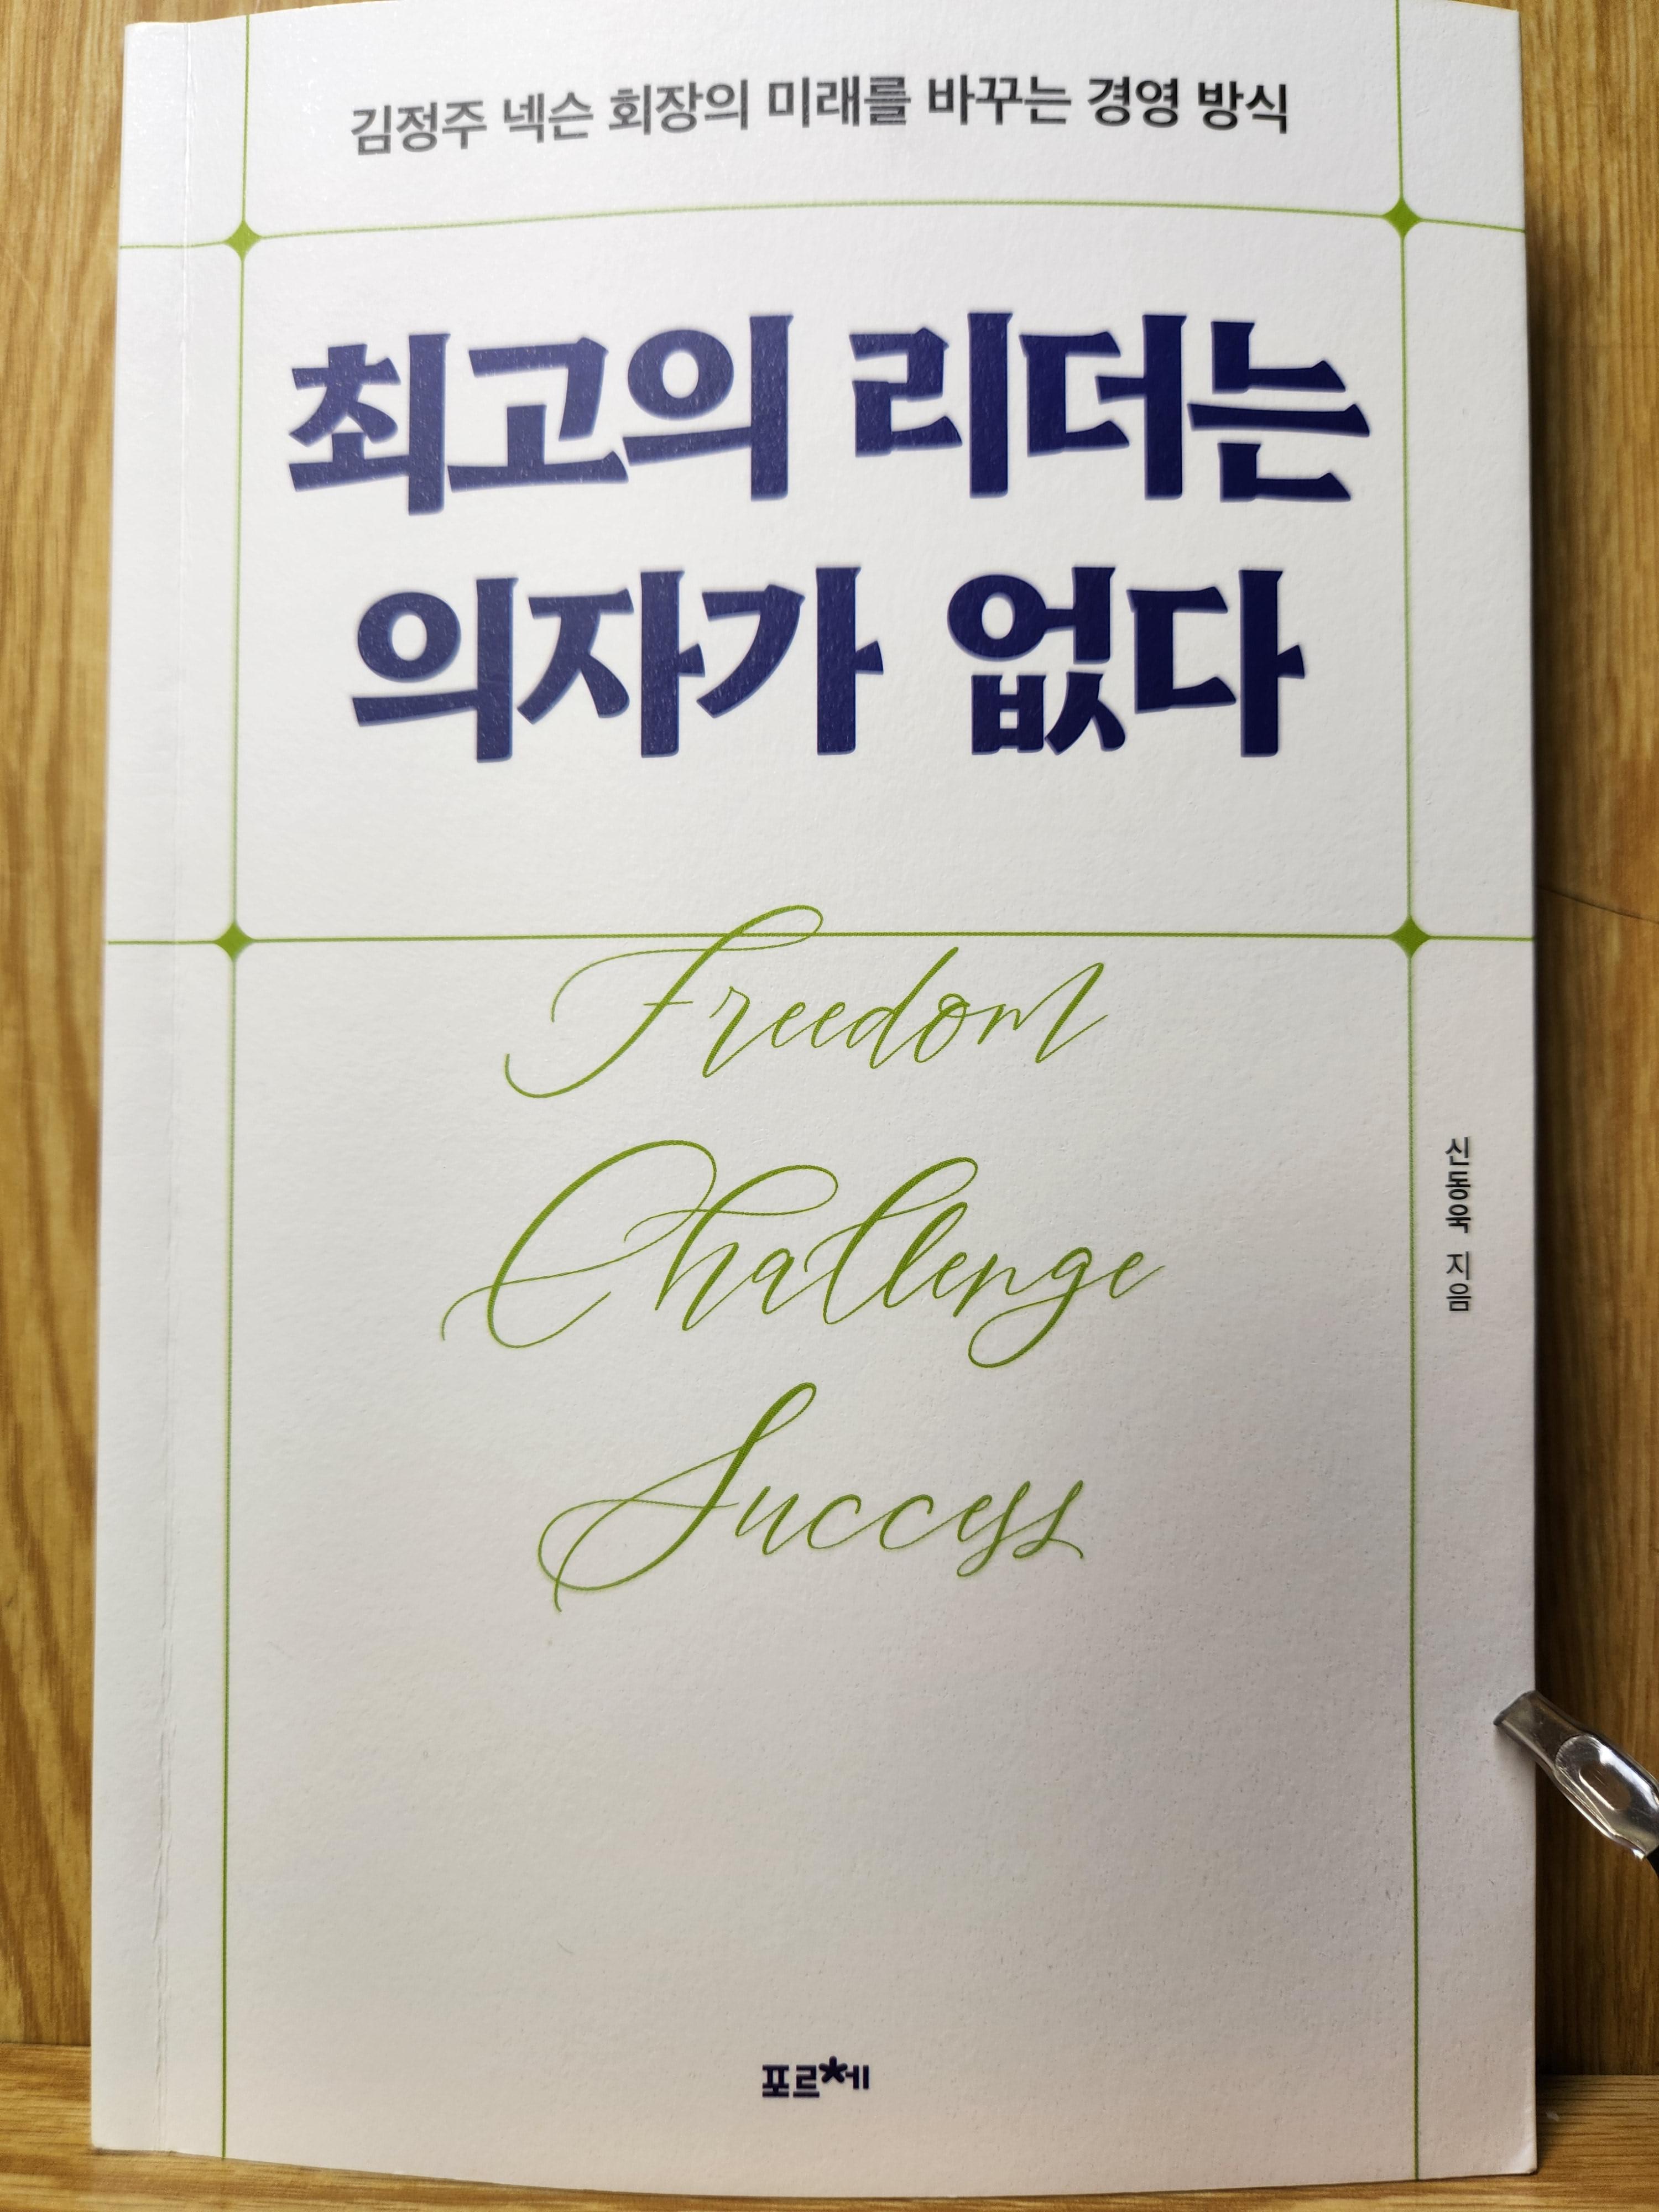 김정주 넥슨 회장의 미래를 바꾸는 경영 방식
최고의 리더는
의자가 없다
Freedom
Challenge
Success
신동욱 지음
포르체